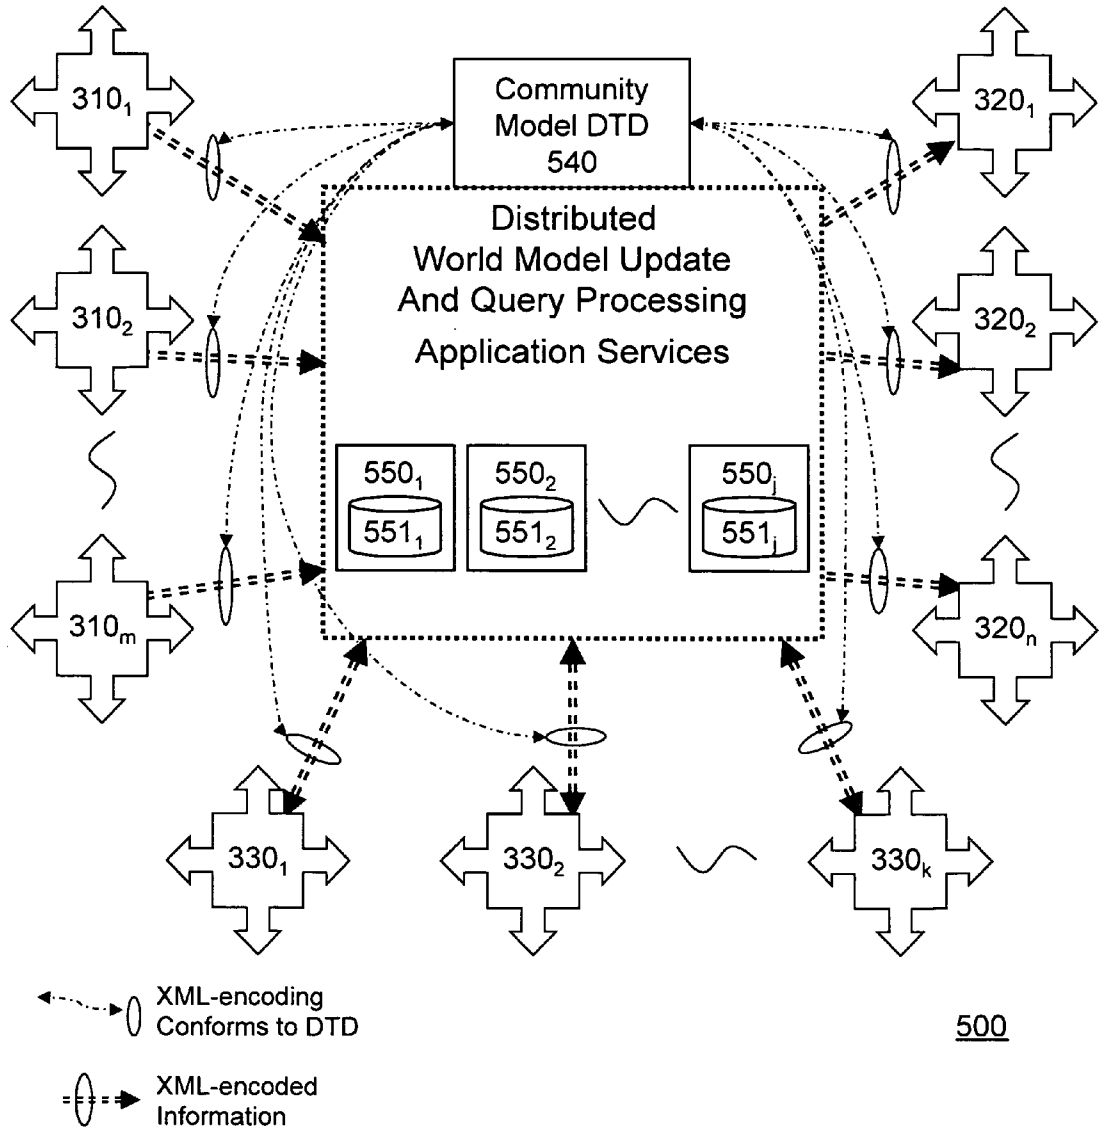 310₁
Community
Model DTD
540
320₁
Distributed
World Model Update
And Query Processing
Application Services
310₂
320₂
550₁
551₁
550₂
551₂
550ⱼ
551ⱼ
310ₘ
320ₙ
330₁
330₂
330ₖ
XML-encoding
Conforms to DTD
500
XML-encoded
Information